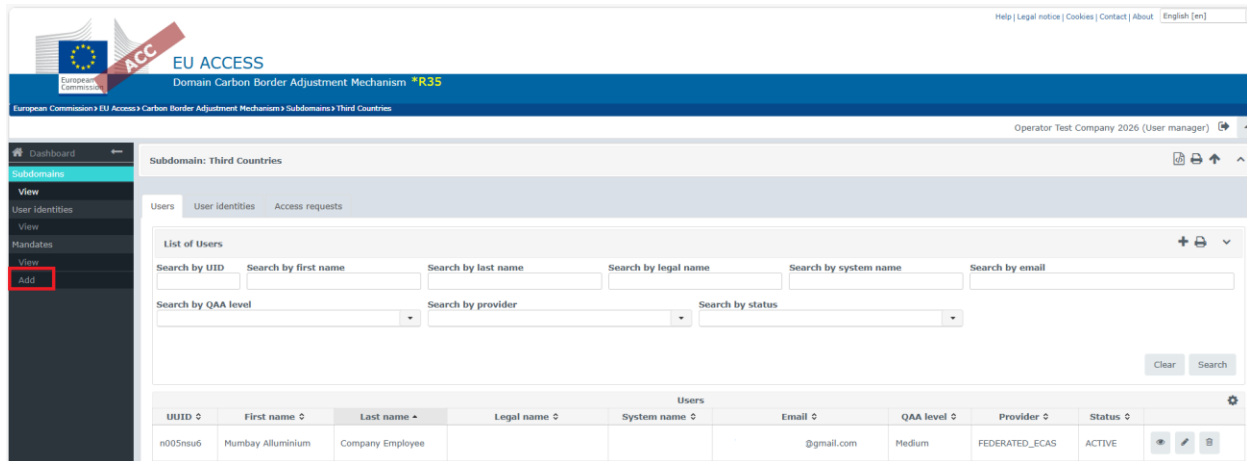 Help | Legal notice | Cookies | Contact | About English [en]
ACC
European Commission
EU ACCESS
Domain Carbon Border Adjustment Mechanism *R35
European Commission > EU Access > Carbon Border Adjustment Mechanism > Subdomains > Third Countries
Operator Test Company 2026 (User manager)
Dashboard
Subdomains
View
User identities
View
Mandates
View
Add
Subdomain: Third Countries
Users User identities Access requests
List of Users
Search by UID Search by first name Search by last name Search by legal name Search by system name Search by email
Search by QAA level Search by provider Search by status
Clear Search
Users
UUID First name Last name Legal name System name Email QAA level Provider Status
n005nsu6 Mumbay Alluminium Company Employee @gmail.com Medium FEDERATED_ECAS ACTIVE